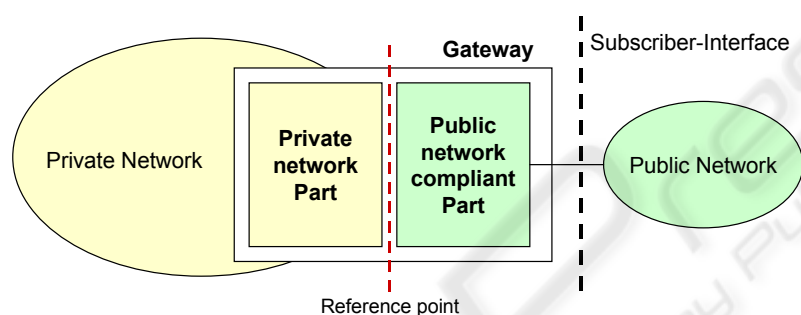 Gateway
Subscriber-Interface
Private Network
Private
network
Part
Public
network
compliant
Part
Public Network
Reference point